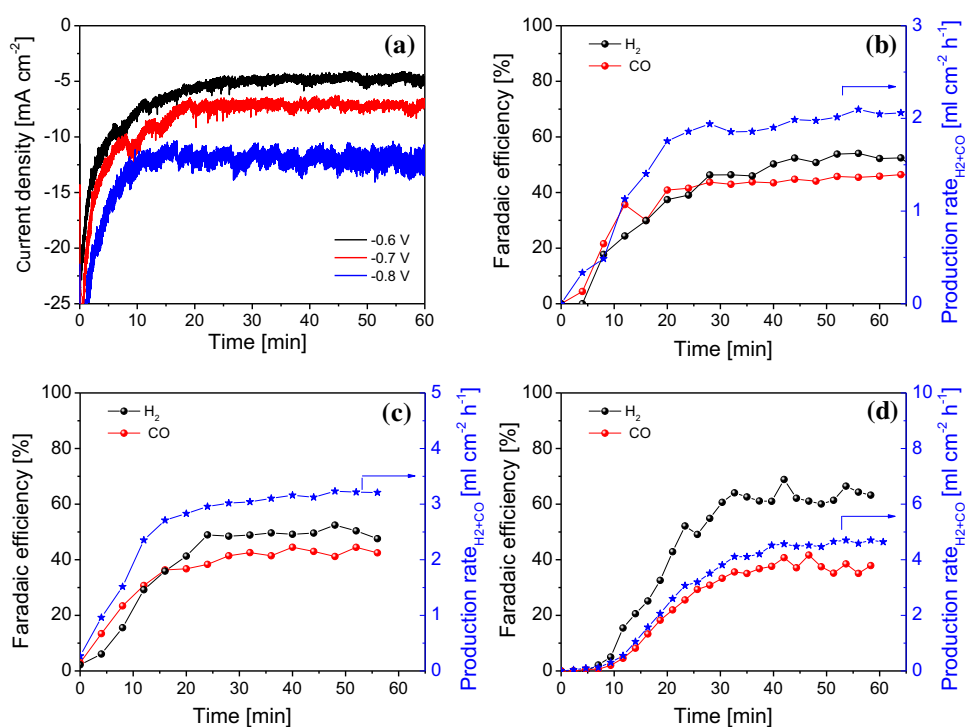 (a)
Current density [mA cm-2]
0
-5
-10
-15
-20
-25
-0.6 V
-0.7 V
-0.8 V
0 10 20 30 40 50 60
Time [min]
(b)
Faradaic efficiency [%]
100
80
60
40
20
0
H2
CO
3
2
1
0
Production rateH2+CO [ml cm-2 h-1]
0 10 20 30 40 50 60
Time [min]
(c)
Faradaic efficiency [%]
100
80
60
40
20
0
H2
CO
5
4
3
2
1
0
Production rateH2+CO [ml cm-2 h-1]
0 10 20 30 40 50 60
Time [min]
(d)
Faradaic efficiency [%]
100
80
60
40
20
0
H2
CO
10
8
6
4
2
0
Production rateH2+CO [ml cm-2 h-1]
0 10 20 30 40 50 60
Time [min]